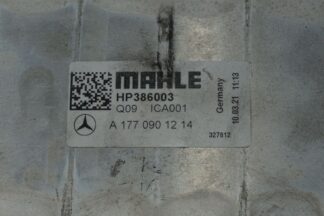 MAHLE
HP386003
Q09 ICA001
A 177 090 12 14
Germany
10.03.21 11:13
327812